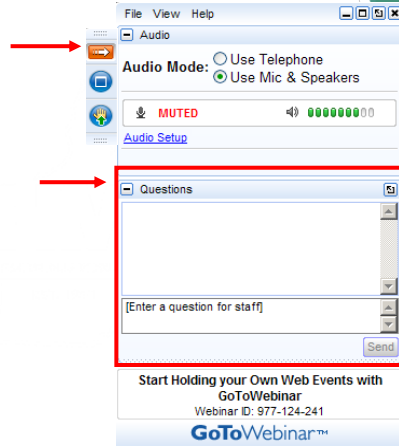 File View Help
Audio
Audio Mode: Use Telephone
Use Mic & Speakers
MUTED
Audio Setup
Questions
[Enter a question for staff]
Send
Start Holding your Own Web Events with
GoToWebinar
Webinar ID: 977-124-241
GoToWebinar™